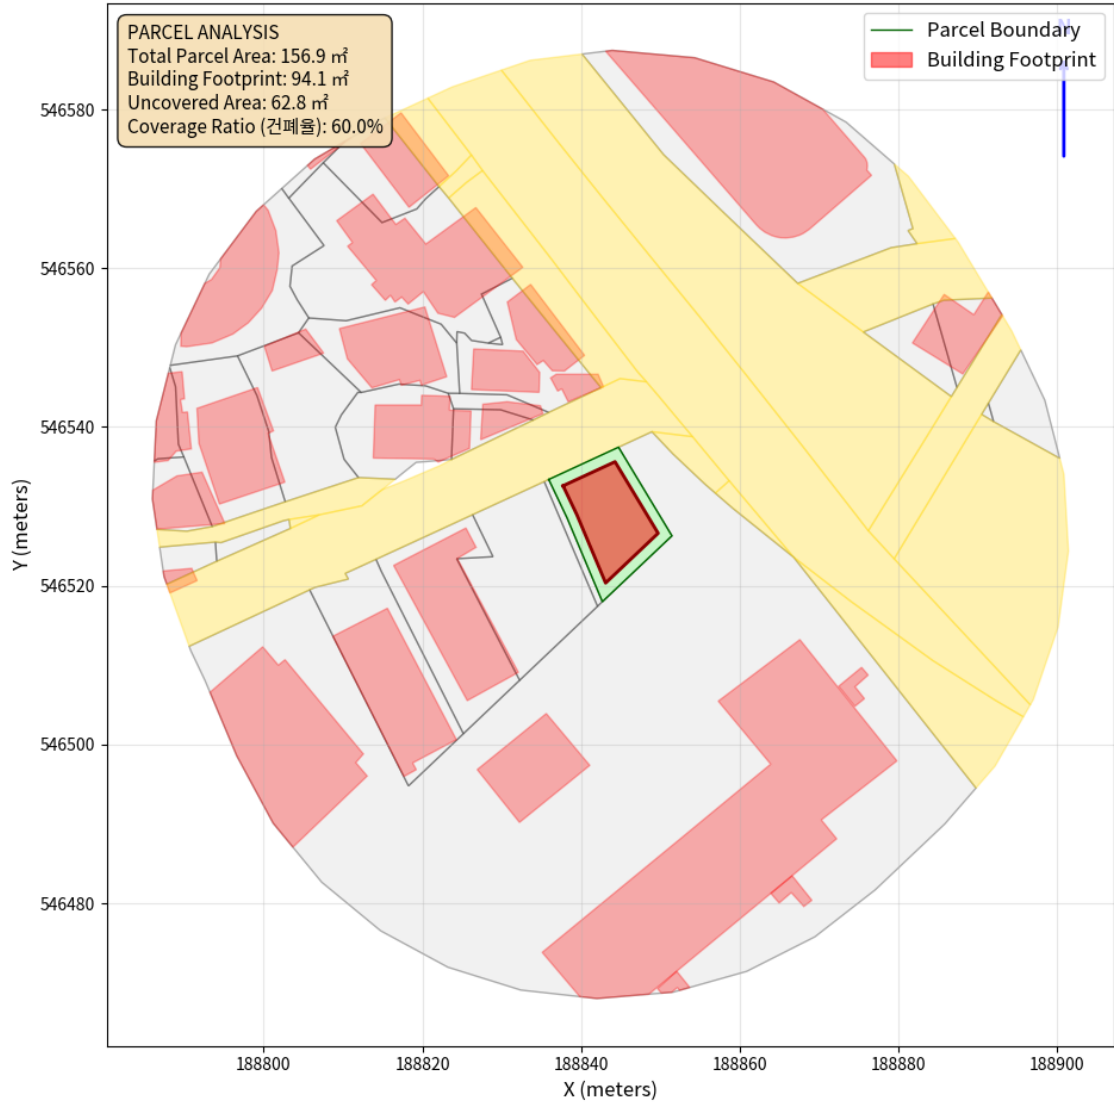 PARCEL ANALYSIS
Total Parcel Area: 156.9 ㎡
Building Footprint: 94.1 ㎡
Uncovered Area: 62.8 ㎡
Coverage Ratio (건폐율): 60.0%
Parcel Boundary
Building Footprint
N
546580
546560
546540
546520
546500
546480
Y (meters)
188800
188820
188840
188860
188880
188900
X (meters)